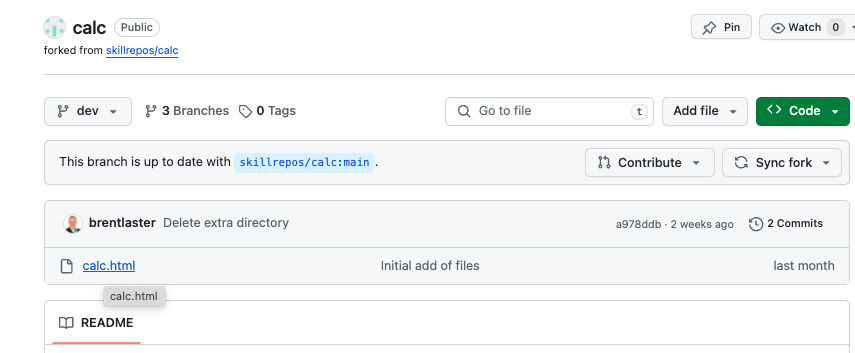 calc Public Pin Watch 0
forked from skillrepos/calc
dev 3 Branches 0 Tags Go to file t Add file Code
This branch is up to date with skillrepos/calc:main. Contribute Sync fork
brentlaster Delete extra directory a978ddb · 2 weeks ago 2 Commits
calc.html Initial add of files last month
calc.html
README